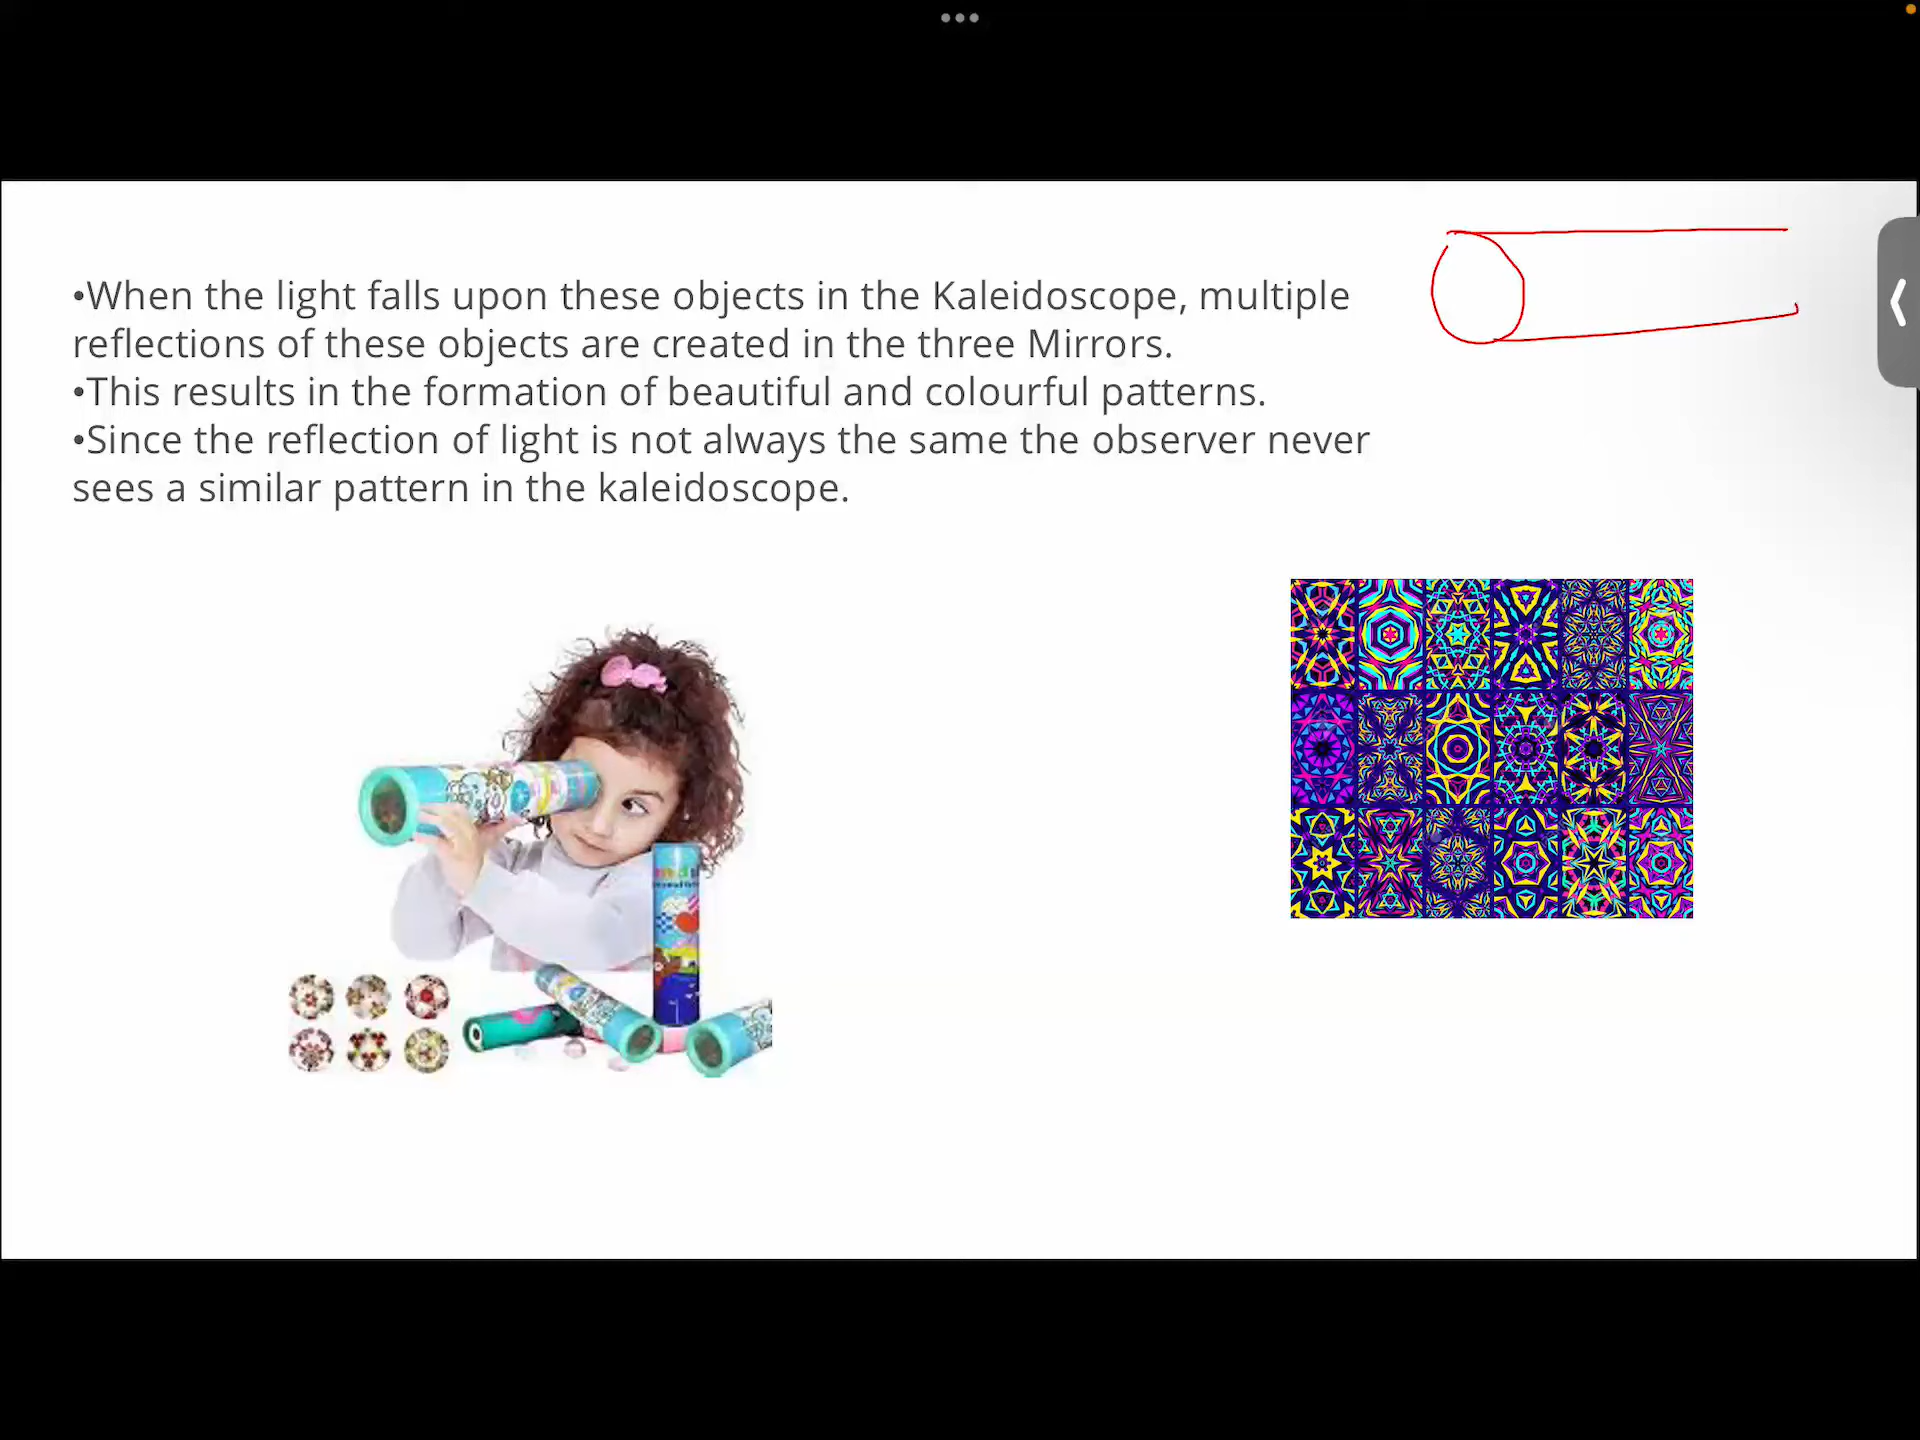 •When the light falls upon these objects in the Kaleidoscope, multiple
reflections of these objects are created in the three Mirrors.
•This results in the formation of beautiful and colourful patterns.
•Since the reflection of light is not always the same the observer never
sees a similar pattern in the kaleidoscope.